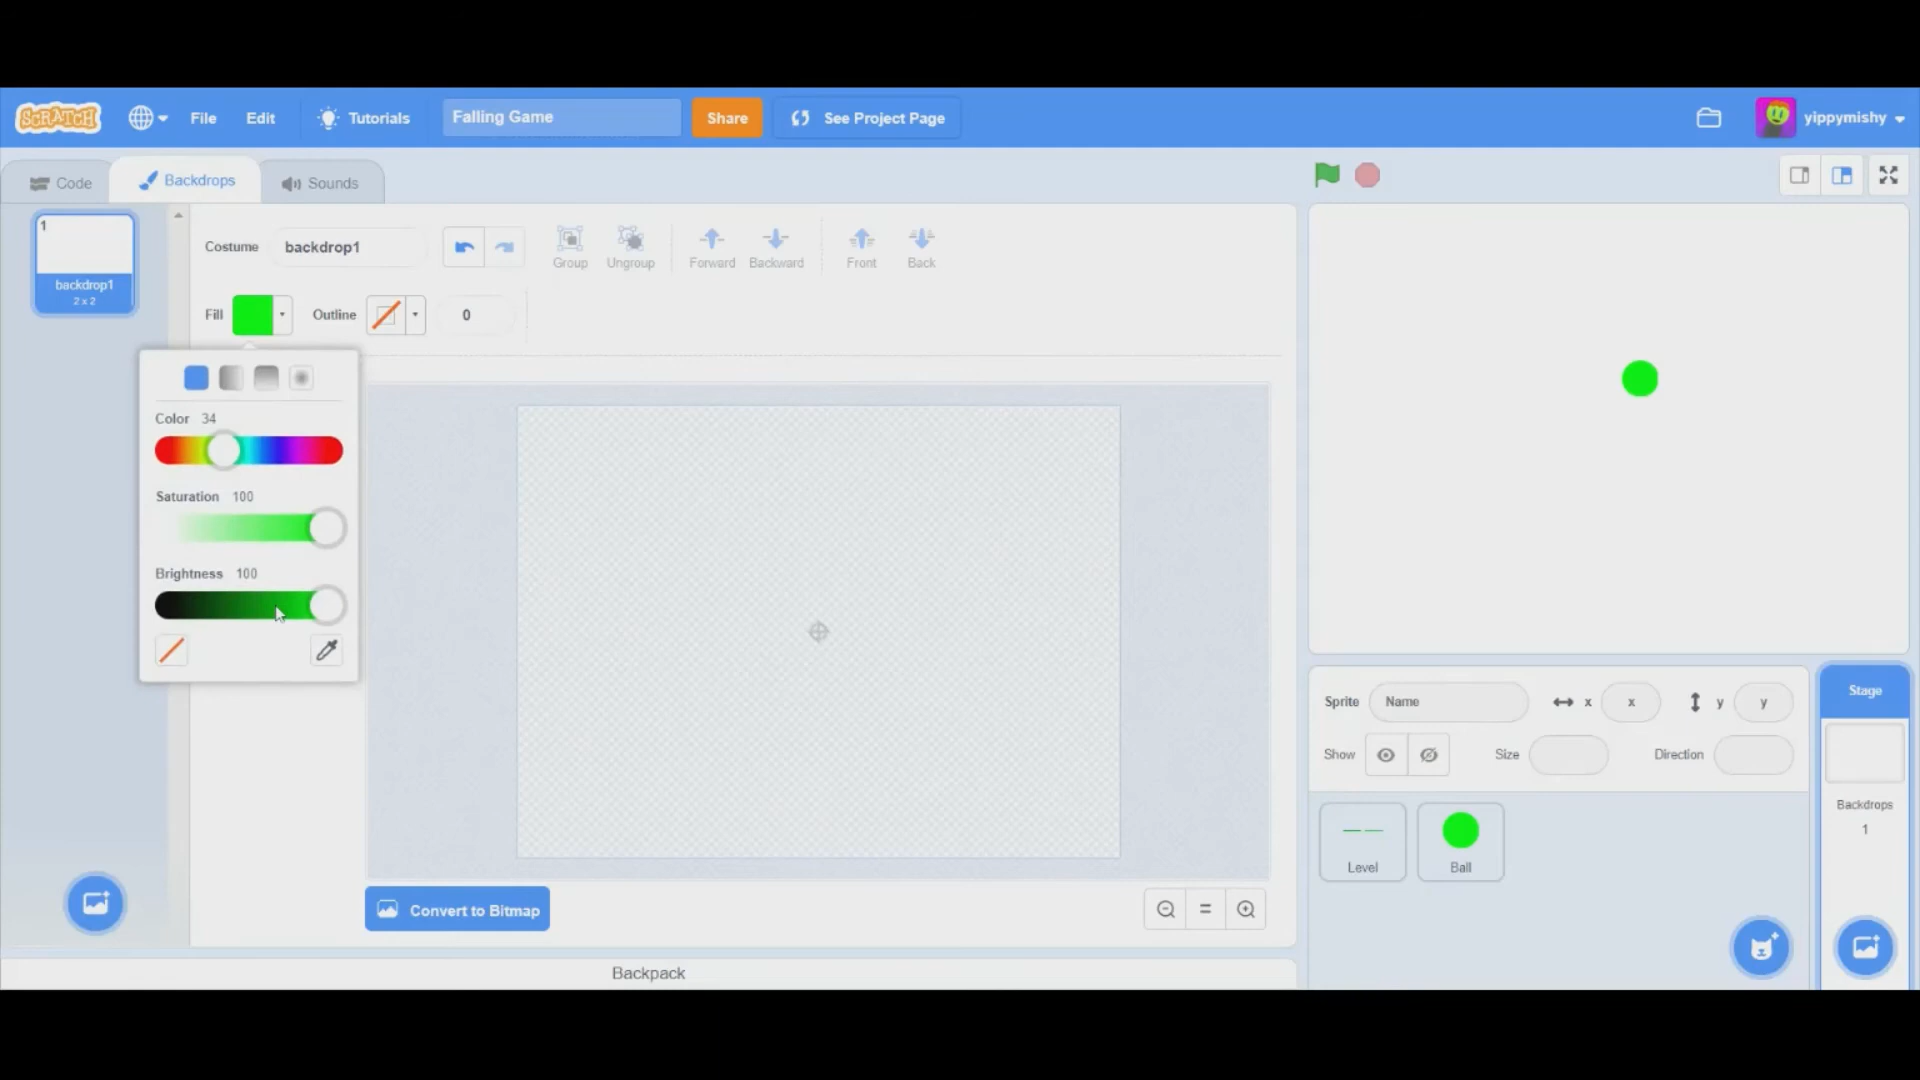 SCRATCH File Edit Tutorials Falling Game Share See Project Page yippymishy
Code Backdrops Sounds
1
backdrop1
2 x 2
Costume backdrop1 Group Ungroup Forward Backward Front Back
Fill Outline 0
Color 34
Saturation 100
Brightness 100
Convert to Bitmap
Backpack
Sprite Name x x y y
Show Size Direction
Level Ball
Stage
Backdrops
1